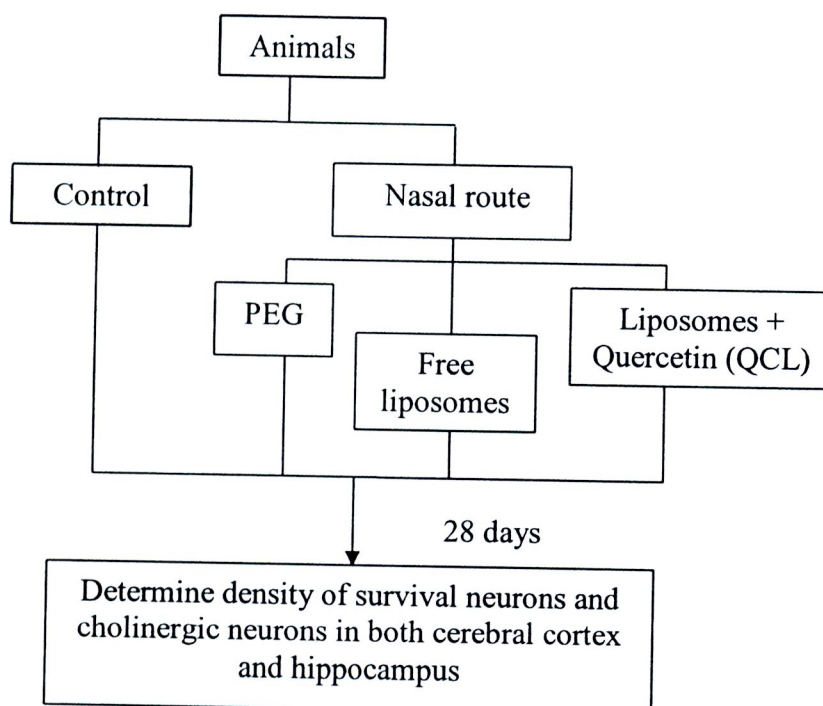 Animals
Control
Nasal route
PEG
Free
liposomes
Liposomes +
Quercetin (QCL)
28 days
Determine density of survival neurons and
cholinergic neurons in both cerebral cortex
and hippocampus